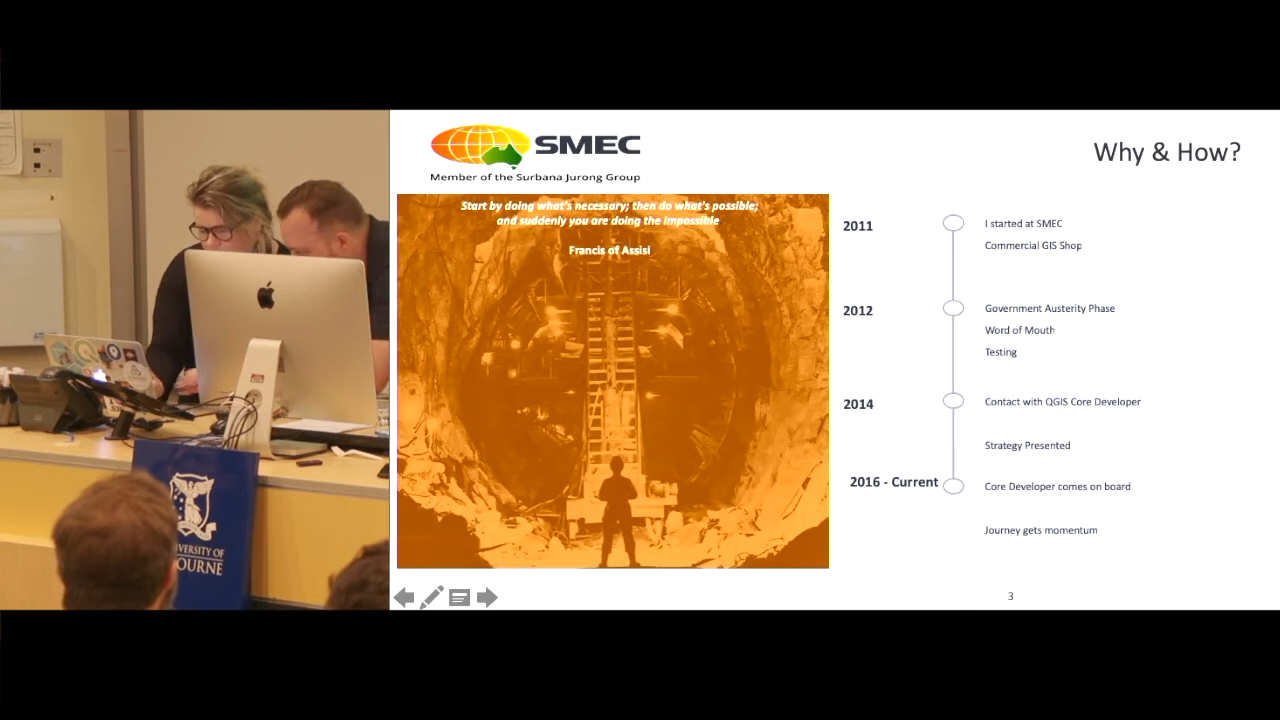 SMEC
Member of the Surbana Jurong Group
Why & How?
Start by doing what's necessary; then do what's possible;
and suddenly you are doing the impossible
Francis of Assisi
2011
I started at SMEC
Commercial GIS Shop
2012
Government Austerity Phase
Word of Mouth
Testing
2014
Contact with QGIS Core Developer
Strategy Presented
2016 - Current
Core Developer comes on board
Journey gets momentum
3
IVERSITY OF
OURNE